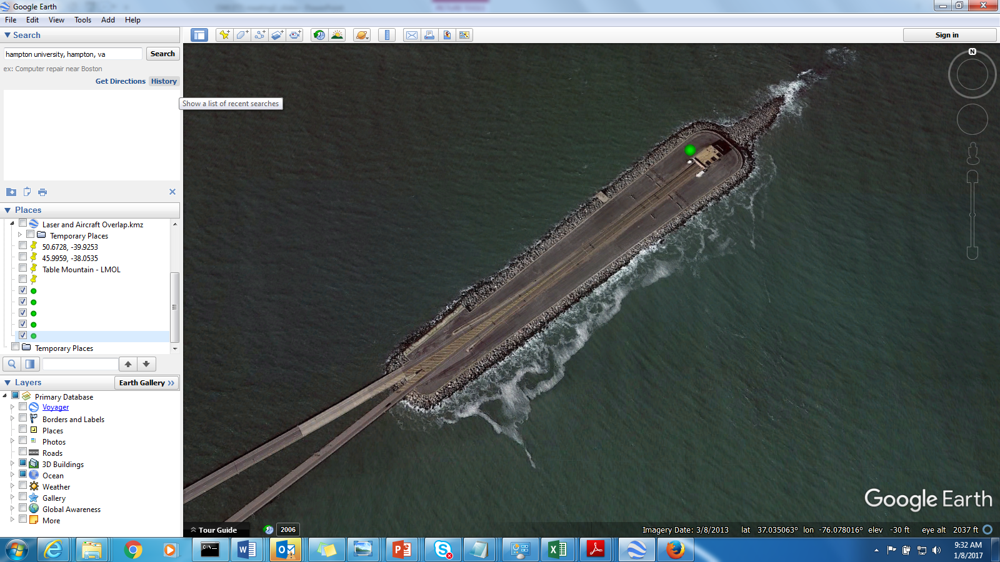 Google Earth
File Edit View Tools Add Help
Search
hampton university, hampton, va
Search
ex: Computer repair near Boston
Get Directions History
Show a list of recent searches
Sign in
N
Places
Laser and Aircraft Overlap.kmz
Temporary Places
50.6728, -39.9253
45.9959, -38.0535
Table Mountain - LMOL
Temporary Places
Layers
Earth Gallery »
Primary Database
Voyager
Borders and Labels
Places
Photos
Roads
3D Buildings
Ocean
Weather
Gallery
Global Awareness
More
Google Earth
Tour Guide
2006
Imagery Date: 3/8/2013 lat 37.035063° lon -76.078016° elev -30 ft eye alt 2037 ft
9:32 AM
1/8/2017